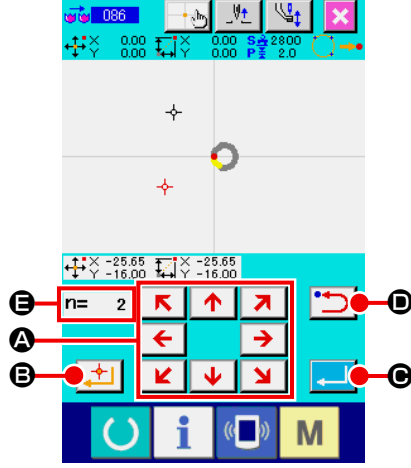 086
X 0.00 X 0.00 S 2800
Y 0.00 Y 0.00 P 2.0
X -25.65 X -25.65
Y -16.00 Y -16.00
E n= 2 D
A
B C
i M